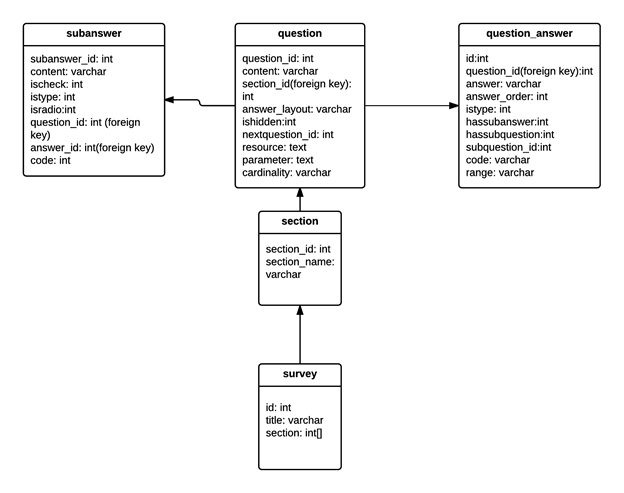 subanswer
subanswer_id: int
content: varchar
ischeck: int
istype: int
isradio:int
question_id: int (foreign
key)
answer_id: int(foreign key)
code: int
question
question_id: int
content: varchar
section_id(foreign key):
int
answer_layout: varchar
ishidden:int
nextquestion_id: int
resource: text
parameter: text
cardinality: varchar
question_answer
id:int
question_id(foreign key):int
answer: varchar
answer_order: int
istype: int
hassubanswer:int
hassubquestion:int
subquestion_id:int
code: varchar
range: varchar
section
section_id: int
section_name:
varchar
survey
id: int
title: varchar
section: int[]